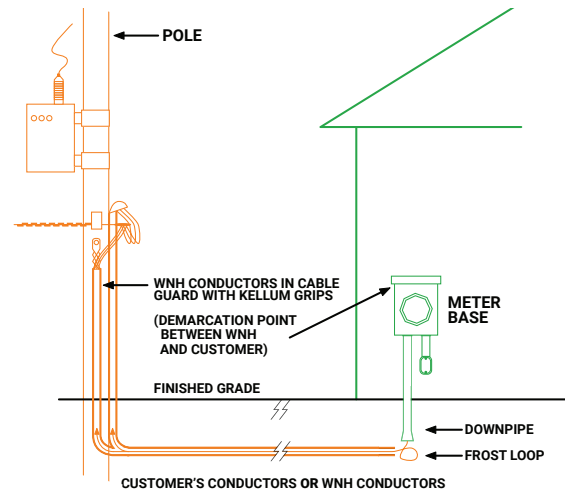 POLE
WNH CONDUCTORS IN CABLE
GUARD WITH KELLUM GRIPS
(DEMARCATION POINT
BETWEEN WNH
AND CUSTOMER)
METER
BASE
FINISHED GRADE
DOWNPIPE
FROST LOOP
CUSTOMER'S CONDUCTORS OR WNH CONDUCTORS